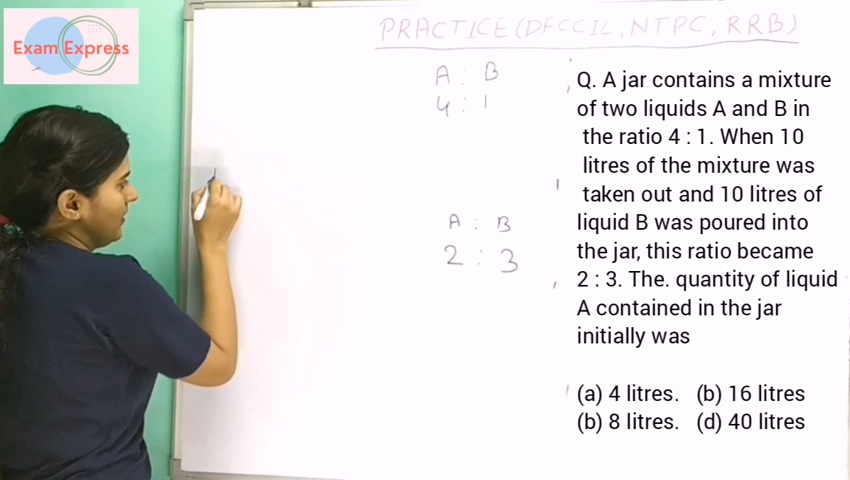 Exam Express
PRACTICE (DFCCIL, NTPC, RRB)
A : B
4 : 1
A : B
2 : 3
Q. A jar contains a mixture
of two liquids A and B in
the ratio 4 : 1. When 10
litres of the mixture was
taken out and 10 litres of
liquid B was poured into
the jar, this ratio became
2 : 3. The. quantity of liquid
A contained in the jar
initially was
(a) 4 litres. (b) 16 litres
(b) 8 litres. (d) 40 litres